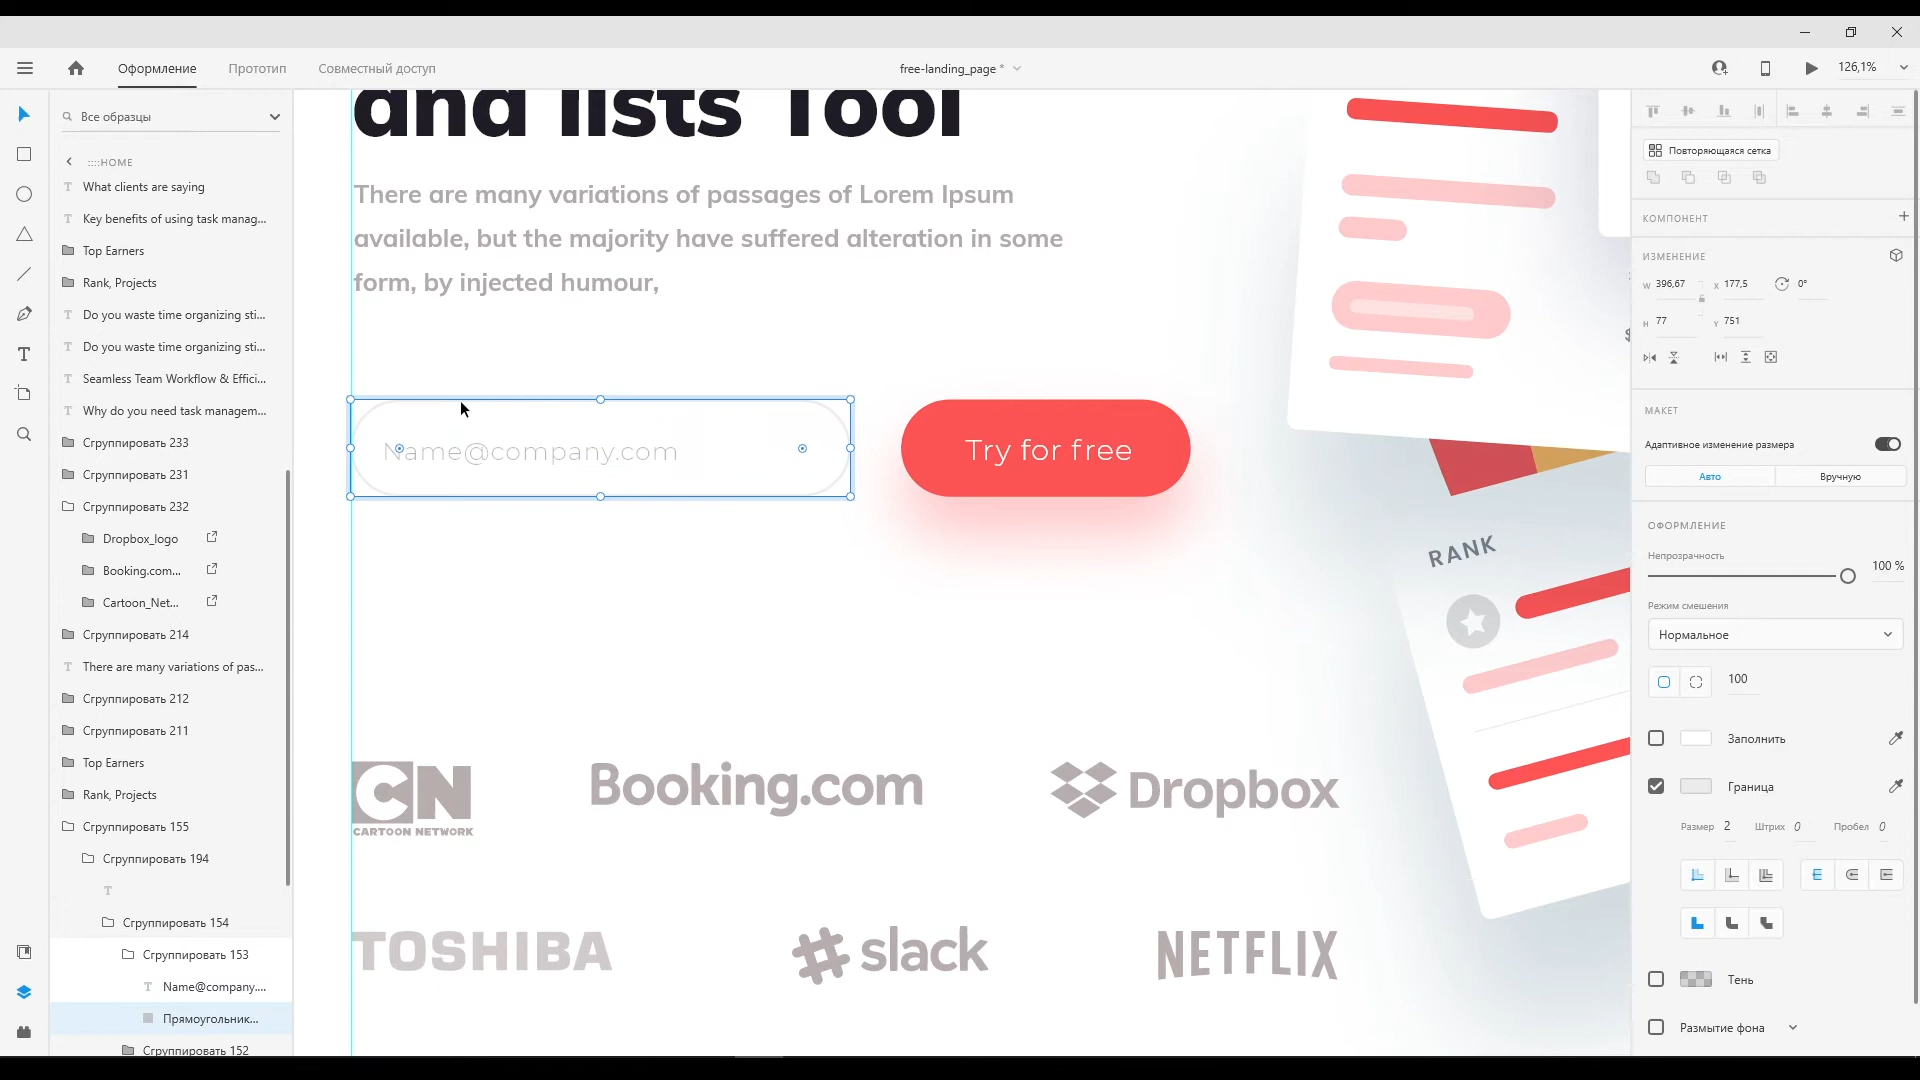 Оформление
Прототип
Совместный доступ
free-landing_page *
126,1%
Все образцы
::::HOME
What clients are saying
Key benefits of using task manag...
Top Earners
Rank, Projects
Do you waste time organizing sti...
Do you waste time organizing sti...
Seamless Team Workflow & Effici...
Why do you need task managem...
Сгруппировать 233
Сгруппировать 231
Сгруппировать 232
Dropbox_logo
Booking.com...
Cartoon_Net...
Сгруппировать 214
There are many variations of pas...
Сгруппировать 212
Сгруппировать 211
Top Earners
Rank, Projects
Сгруппировать 155
Сгруппировать 194
Сгруппировать 154
Сгруппировать 153
Name@company....
Прямоугольник...
Сгруппировать 152
and lists Tool
There are many variations of passages of Lorem Ipsum
available, but the majority have suffered alteration in some
form, by injected humour,
Name@company.com
Try for free
$
RANK
CN
CARTOON NETWORK
Booking.com
Dropbox
TOSHIBA
slack
NETFLIX
Повторяющаяся сетка
КОМПОНЕНТ
ИЗМЕНЕНИЕ
W 396,67 X 177,5 0°
H 77 Y 751
МАКЕТ
Адаптивное изменение размера
Авто Вручную
ОФОРМЛЕНИЕ
Непрозрачность
100 %
Режим смешения
Нормальное
100
Заполнить
Граница
Размер 2 Штрих 0 Пробел 0
Тень
Размытие фона